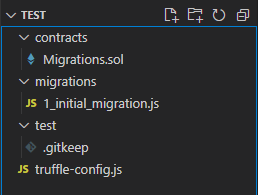 TEST
contracts
Migrations.sol
migrations
JS 1_initial_migration.js
test
.gitkeep
JS truffle-config.js